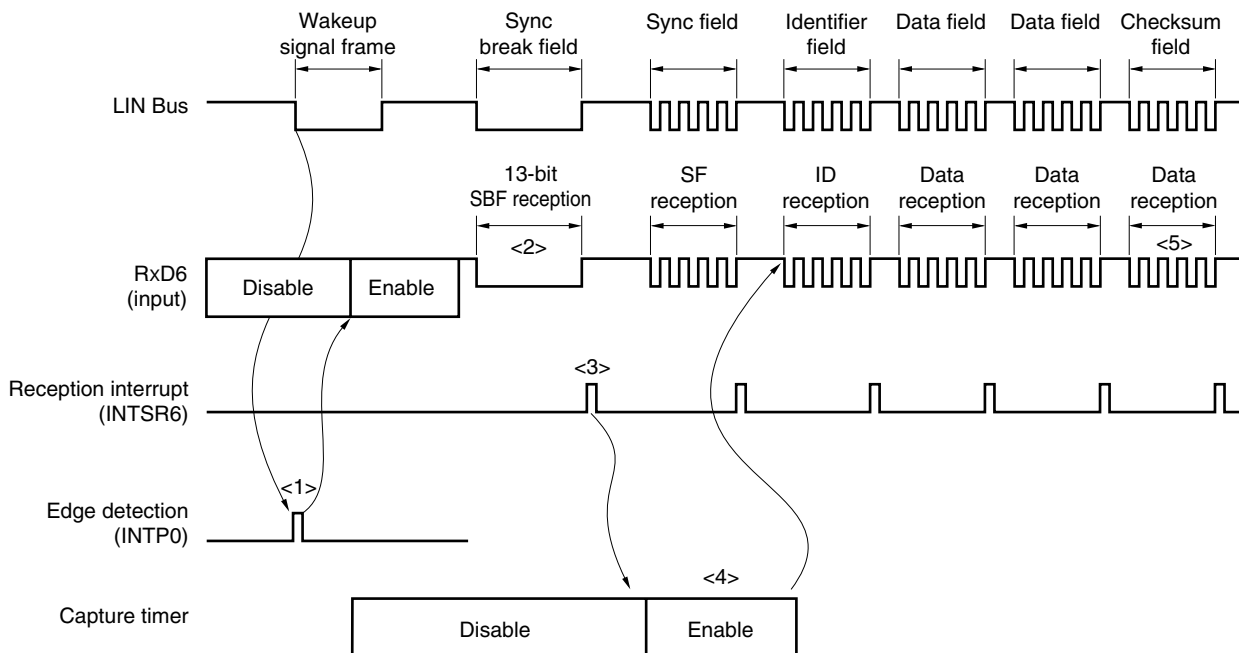 Wakeup
signal frame
Sync
break field
Sync field
Identifier
field
Data field
Data field
Checksum
field
LIN Bus
13-bit
SBF reception
SF
reception
ID
reception
Data
reception
Data
reception
Data
reception
<2>
<5>
RxD6
(input)
Disable
Enable
Reception interrupt
(INTSR6)
<3>
Edge detection
(INTP0)
<1>
Capture timer
Disable
Enable
<4>